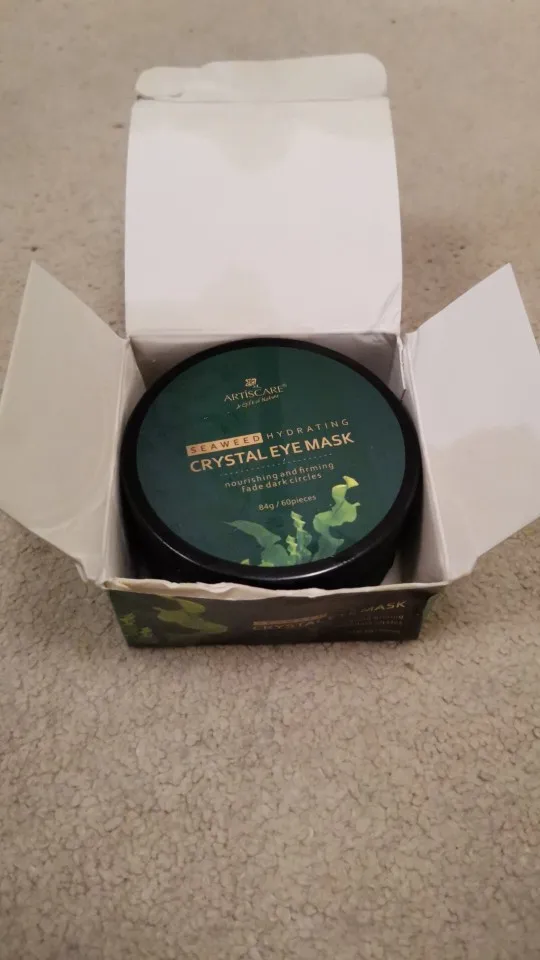 ARTISCARE®
a Gift of Nature
SEAWEED HYDRATING
CRYSTAL EYE MASK
nourishing and firming
fade dark circles
84g / 60pieces
CRYSTAL EYE MASK